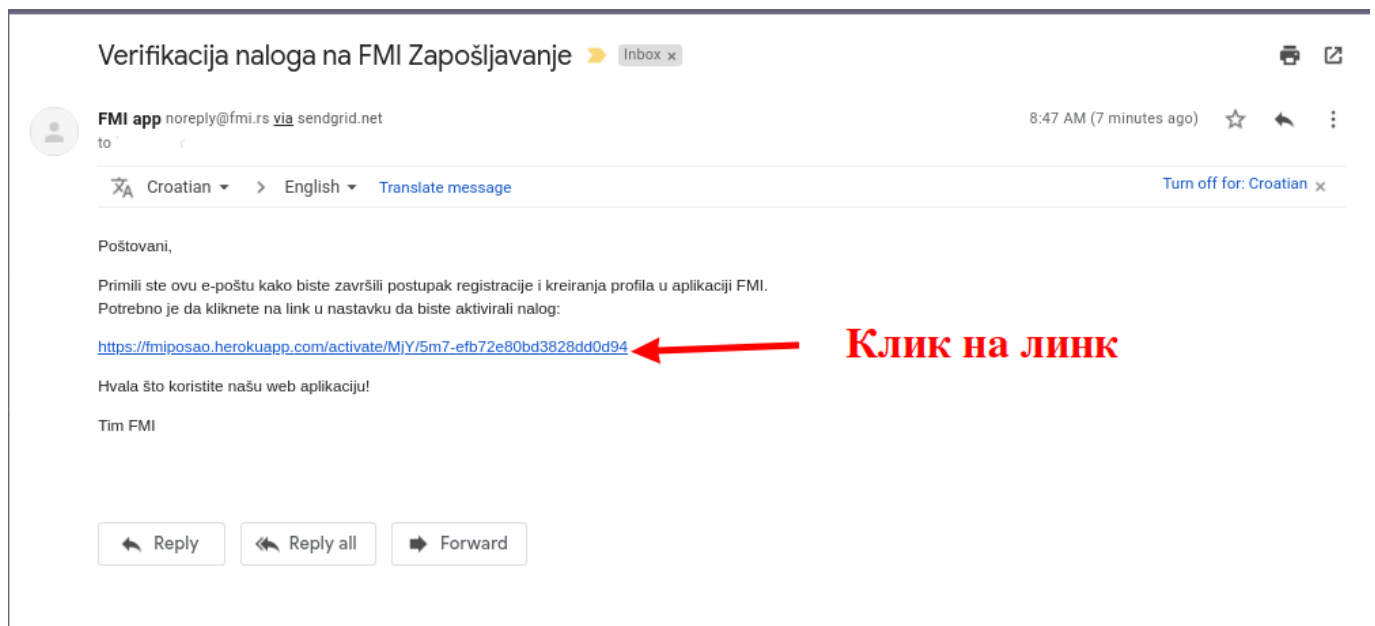 Verifikacija naloga na FMI Zapošljavanje Inbox x
FMI app noreply@fmi.rs via sendgrid.net 8:47 AM (7 minutes ago)
to
Croatian > English Translate message Turn off for: Croatian x
Poštovani,
Primili ste ovu e-poštu kako biste završili postupak registracije i kreiranja profila u aplikaciji FMI.
Potrebno je da kliknete na link u nastavku da biste aktivirali nalog:
https://fmiposao.herokuapp.com/activate/MjY/5m7-efb72e80bd3828dd0d94
Клик на линк
Hvala što koristite našu web aplikaciju!
Tim FMI
Reply Reply all Forward